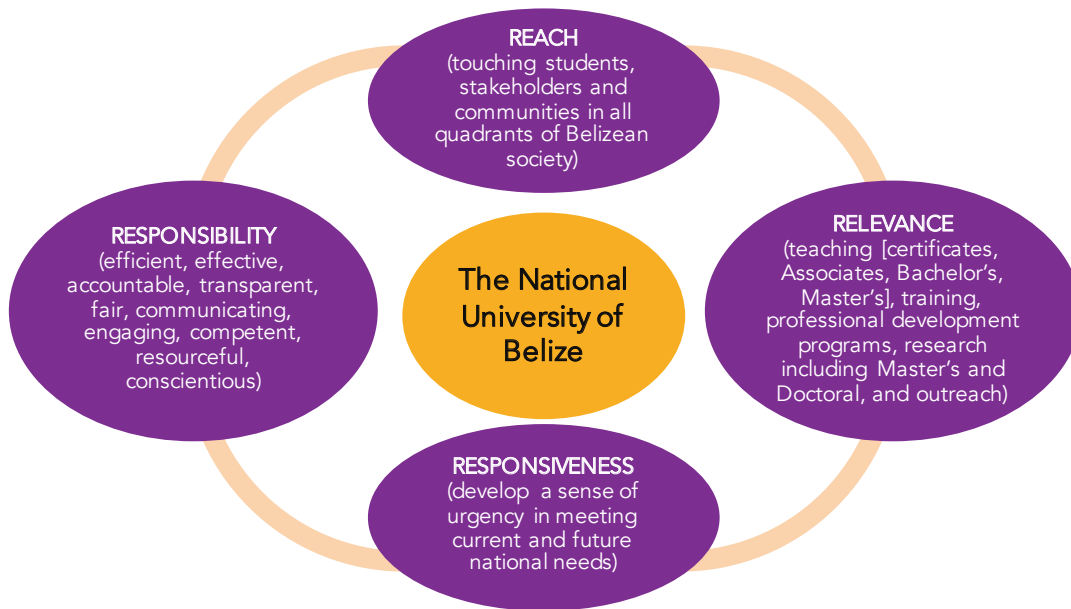 REACH
(touching students,
stakeholders and
communities in all
quadrants of Belizean
society)
RESPONSIBILITY
(efficient, effective,
accountable, transparent,
fair, communicating,
engaging, competent,
resourceful,
conscientious)
The National
University of
Belize
RELEVANCE
(teaching [certificates,
Associates, Bachelor’s,
Master’s], training,
professional development
programs, research
including Master’s and
Doctoral, and outreach)
RESPONSIVENESS
(develop a sense of
urgency in meeting
current and future
national needs)